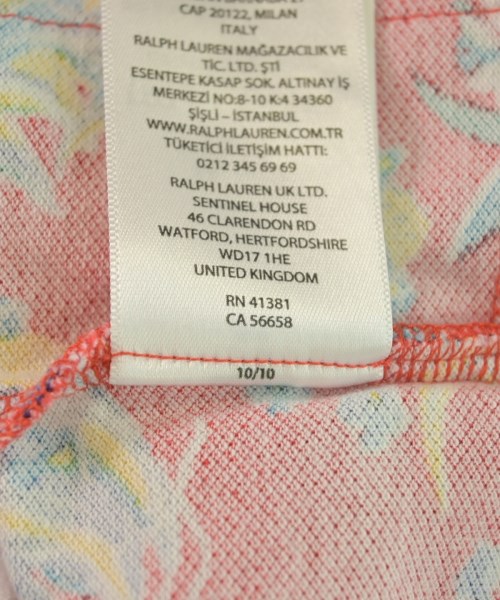 CAP 20122, MILAN
ITALY
RALPH LAUREN MAĞAZACILIK VE
TİC. LTD. ŞTİ
ESENTEPE KASAP SOK. ALTINAY İŞ
MERKEZİ NO:8-10 K:4 34360
ŞİŞLİ – İSTANBUL
WWW.RALPHLAUREN.COM.TR
TÜKETİCİ İLETİŞİM HATTI:
0212 345 69 69
RALPH LAUREN UK LTD.
SENTINEL HOUSE
46 CLARENDON RD
WATFORD, HERTFORDSHIRE
WD17 1HE
UNITED KINGDOM
RN 41381
CA 56658
10/10